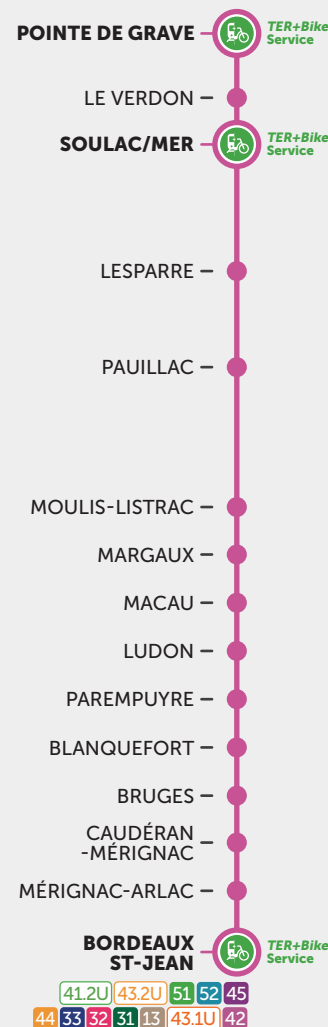 POINTE DE GRAVE
TER+Bike
Service
LE VERDON
SOULAC/MER
TER+Bike
Service
LESPARRE
PAUILLAC
MOULIS-LISTRAC
MARGAUX
MACAU
LUDON
PAREMPUYRE
BLANQUEFORT
BRUGES
CAUDÉRAN
-MÉRIGNAC
MÉRIGNAC-ARLAC
BORDEAUX
ST-JEAN
TER+Bike
Service
41.2U 43.2U 51 52 45
44 33 32 31 13 43.1U 42